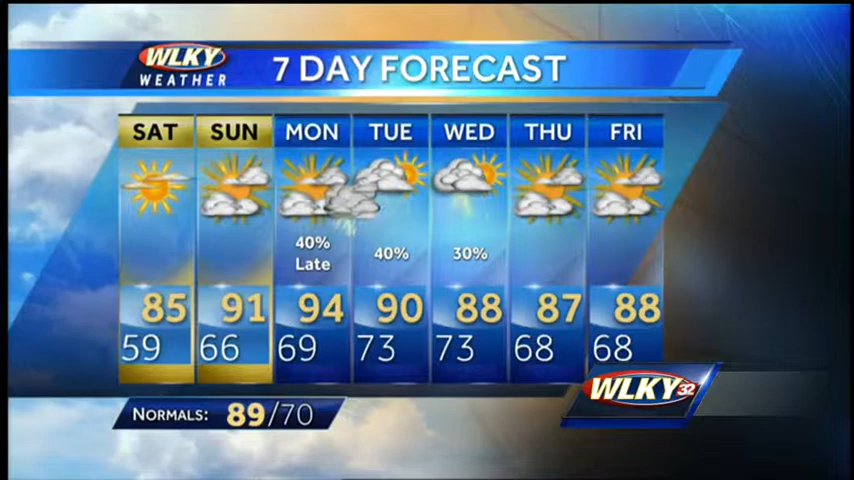 WLKY
WEATHER
7 DAY FORECAST
SAT SUN MON TUE WED THU FRI
40% 40% 30%
Late
85 91 94 90 88 87 88
59 66 69 73 73 68 68
WLKY 32
NORMALS: 89/70